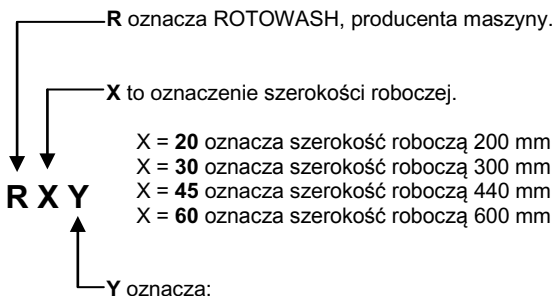 R oznacza ROTOWASH, producenta maszyny.
X to oznaczenie szerokości roboczej.
X = 20 oznacza szerokość roboczą 200 mm
X = 30 oznacza szerokość roboczą 300 mm
X = 45 oznacza szerokość roboczą 440 mm
X = 60 oznacza szerokość roboczą 600 mm
R X Y
Y oznacza: